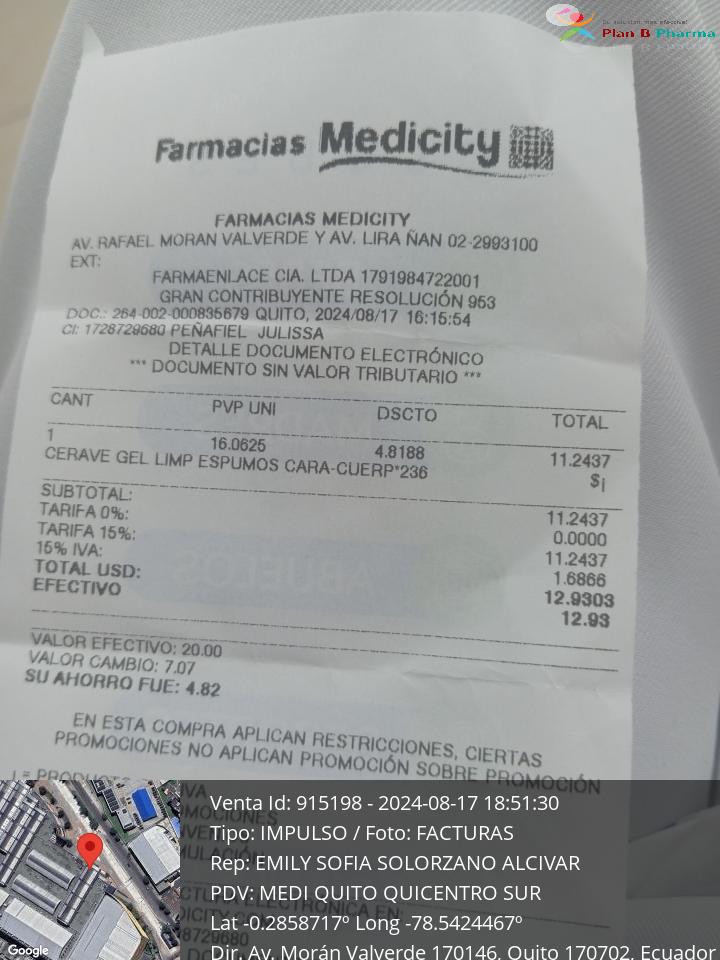 Su solución más efectiva!
Plan B Pharma
Farmacias Medicity
FARMACIAS MEDICITY
AV. RAFAEL MORAN VALVERDE Y AV. LIRA ÑAN 02-2993100
EXT:
FARMAENLACE CIA. LTDA 1791984722001
GRAN CONTRIBUYENTE RESOLUCIÓN 953
DOC.: 264-002-000835679 QUITO, 2024/08/17 16:15:54
CI: 1728729680 PEÑAFIEL JULISSA
DETALLE DOCUMENTO ELECTRÓNICO
*** DOCUMENTO SIN VALOR TRIBUTARIO ***
CANT PVP UNI DSCTO TOTAL
1 16.0625 4.8188 11.2437
CERAVE GEL LIMP ESPUMOS CARA-CUERP*236 $¡
SUBTOTAL: 11.2437
TARIFA 0%: 0.0000
TARIFA 15%: 11.2437
15% IVA: 1.6866
TOTAL USD: 12.9303
EFECTIVO 12.93
VALOR EFECTIVO: 20.00
VALOR CAMBIO: 7.07
SU AHORRO FUE: 4.82
EN ESTA COMPRA APLICAN RESTRICCIONES, CIERTAS
PROMOCIONES NO APLICAN PROMOCIÓN SOBRE PROMOCIÓN
Venta Id: 915198 - 2024-08-17 18:51:30
Tipo: IMPULSO / Foto: FACTURAS
Rep: EMILY SOFIA SOLORZANO ALCIVAR
PDV: MEDI QUITO QUICENTRO SUR
Lat -0.2858717º Long -78.5424467º
Dir. Av. Morán Valverde 170146, Quito 170702, Ecuador
Google